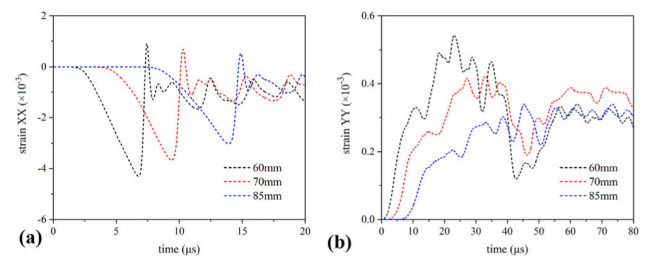 2
0
-2
-4
-6
strain XX (×10⁻³)
0 5 10 15 20
time (μs)
60mm
70mm
85mm
(a)
0.6
0.4
0.2
0.0
strain YY (×10⁻³)
0 10 20 30 40 50 60 70 80
time (μs)
60mm
70mm
85mm
(b)